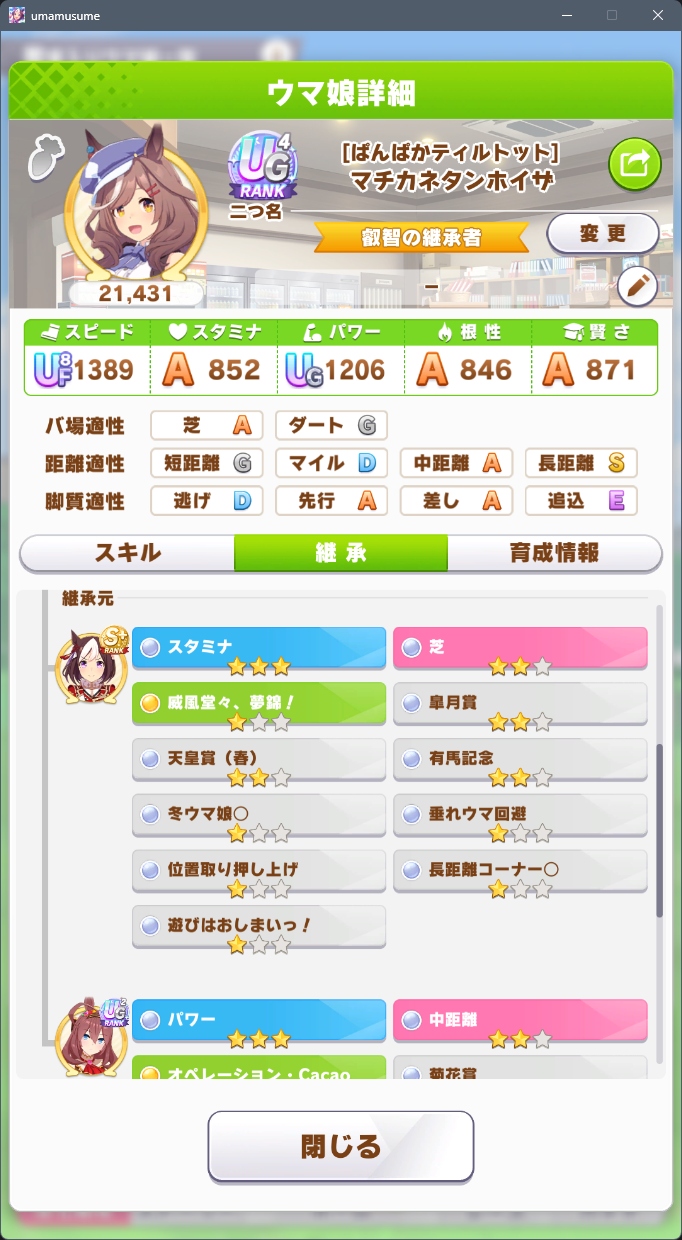 umamusume
ウマ娘詳細
UG4
RANK
[ぱんぱかティルトット]
マチカネタンホイザ
二つ名
叡智の継承者
変更
21,431
-
スピード スタミナ パワー 根性 賢さ
UF8 1389 A 852 UG 1206 A 846 A 871
バ場適性 芝 A ダート G
距離適性 短距離 G マイル D 中距離 A 長距離 S
脚質適性 逃げ D 先行 A 差し A 追込 E
スキル 継承 育成情報
継承元
S+
RANK
スタミナ 芝
威風堂々、夢錦! 皐月賞
天皇賞(春) 有馬記念
冬ウマ娘○ 垂れウマ回避
位置取り押し上げ 長距離コーナー○
遊びはおしまいっ!
UG2
RANK
パワー 中距離
オペレーション・Cacao 菊花賞
閉じる